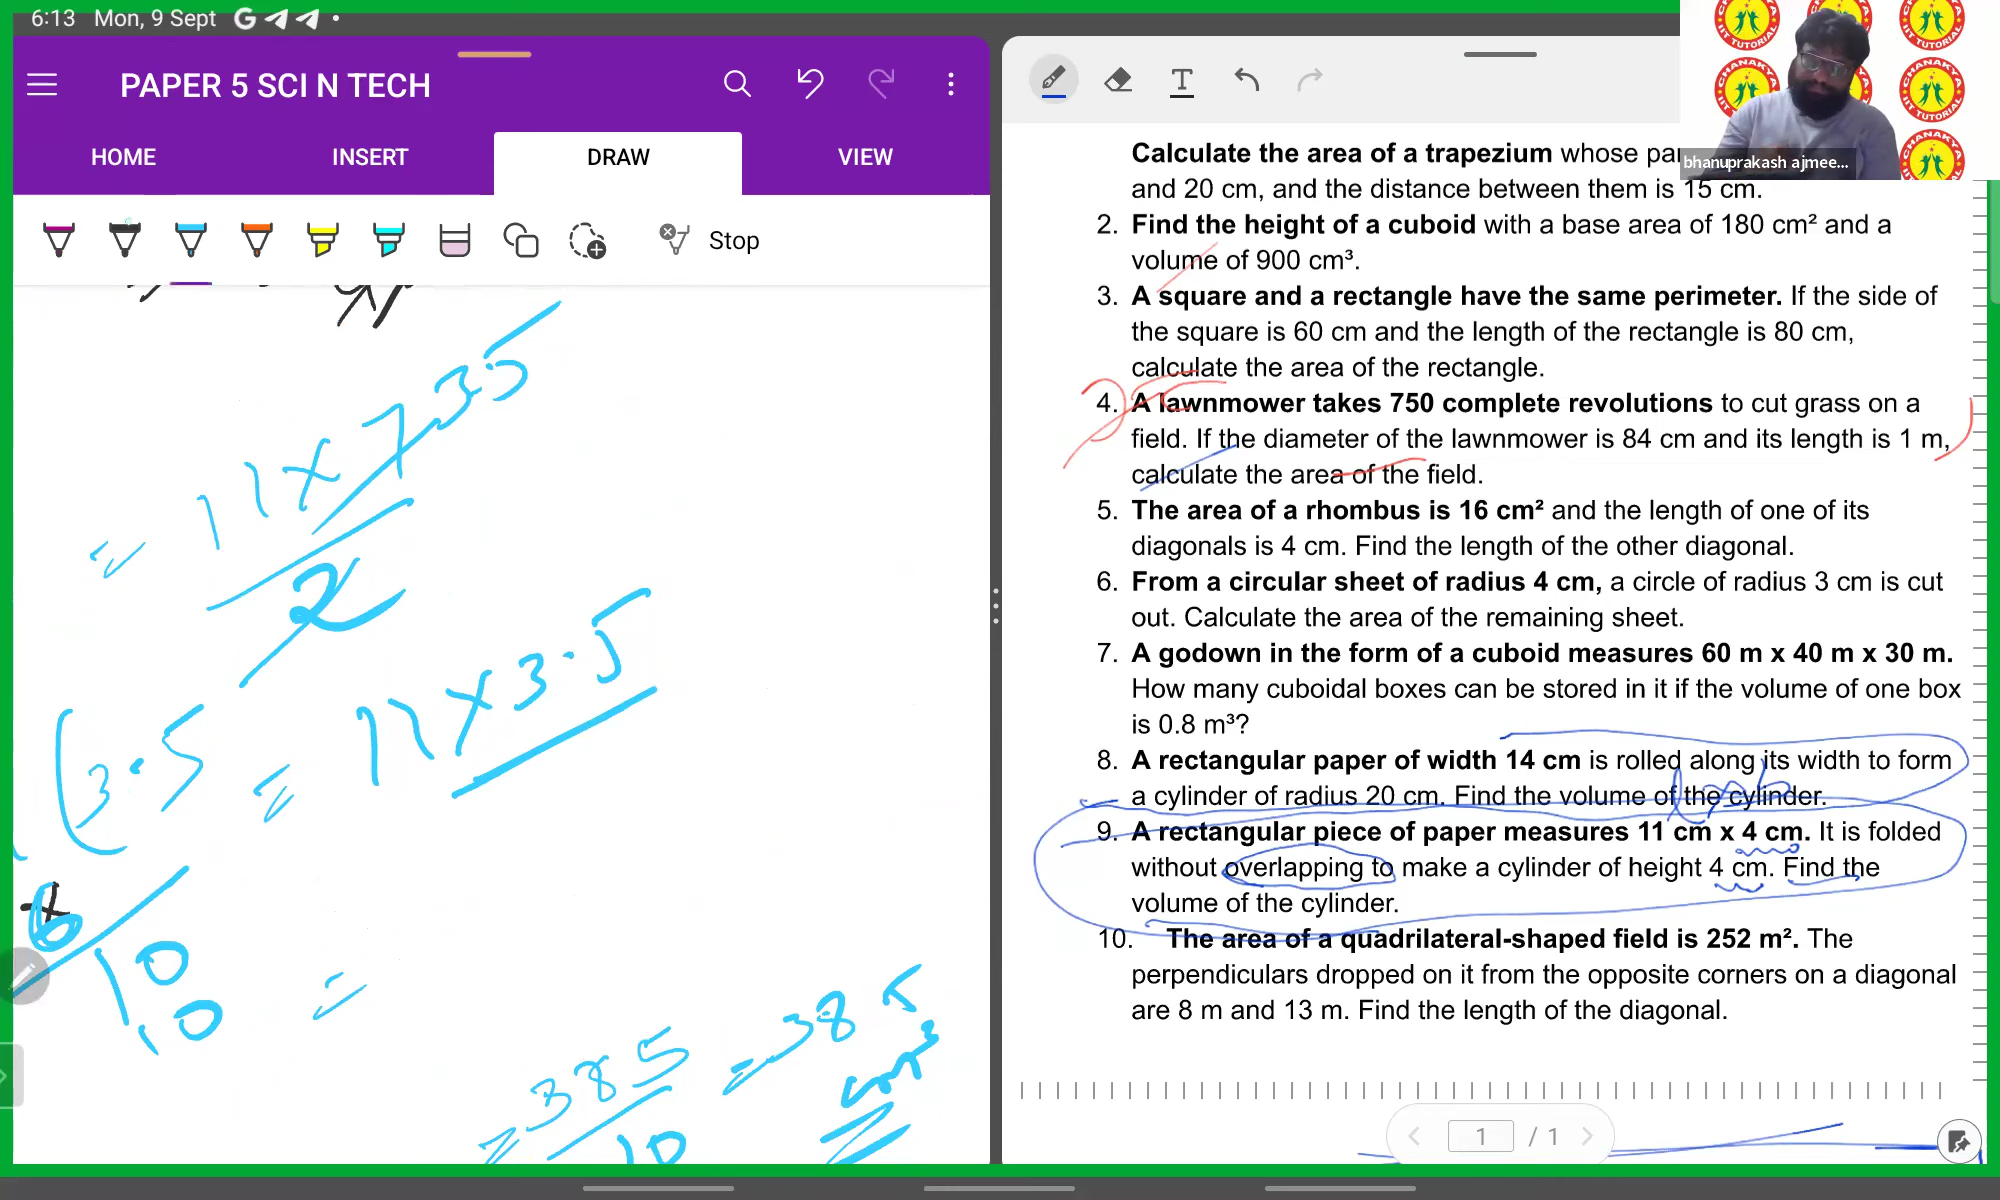 6:13 Mon, 9 Sept
PAPER 5 SCI N TECH
HOME INSERT DRAW VIEW
Stop
= 11 x 7 35
2
(3.5 = 11 x 3.5
6
10
10 =
= 385 = 38 5
10 cm³
bhanuprakash ajmee...
CHANAKYA
IIT TUTORIAL
Calculate the area of a trapezium whose par
and 20 cm, and the distance between them is 15 cm.
2. Find the height of a cuboid with a base area of 180 cm² and a
volume of 900 cm³.
3. A square and a rectangle have the same perimeter. If the side of
the square is 60 cm and the length of the rectangle is 80 cm,
calculate the area of the rectangle.
4. A lawnmower takes 750 complete revolutions to cut grass on a
field. If the diameter of the lawnmower is 84 cm and its length is 1 m,
calculate the area of the field.
5. The area of a rhombus is 16 cm² and the length of one of its
diagonals is 4 cm. Find the length of the other diagonal.
6. From a circular sheet of radius 4 cm, a circle of radius 3 cm is cut
out. Calculate the area of the remaining sheet.
7. A godown in the form of a cuboid measures 60 m x 40 m x 30 m.
How many cuboidal boxes can be stored in it if the volume of one box
is 0.8 m³?
8. A rectangular paper of width 14 cm is rolled along its width to form
a cylinder of radius 20 cm. Find the volume of the cylinder.
l x b
9. A rectangular piece of paper measures 11 cm x 4 cm. It is folded
without overlapping to make a cylinder of height 4 cm. Find the
volume of the cylinder.
10. The area of a quadrilateral-shaped field is 252 m². The
perpendiculars dropped on it from the opposite corners on a diagonal
are 8 m and 13 m. Find the length of the diagonal.
1 / 1